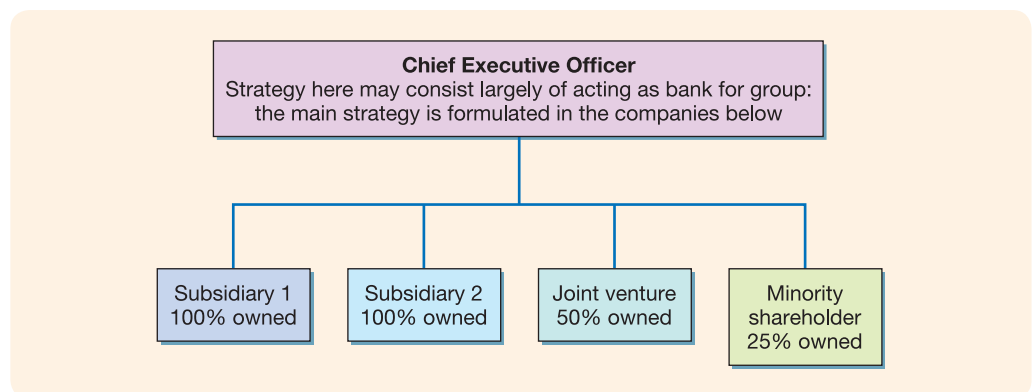 Chief Executive Officer
Strategy here may consist largely of acting as bank for group:
the main strategy is formulated in the companies below
Subsidiary 1
100% owned
Subsidiary 2
100% owned
Joint venture
50% owned
Minority
shareholder
25% owned